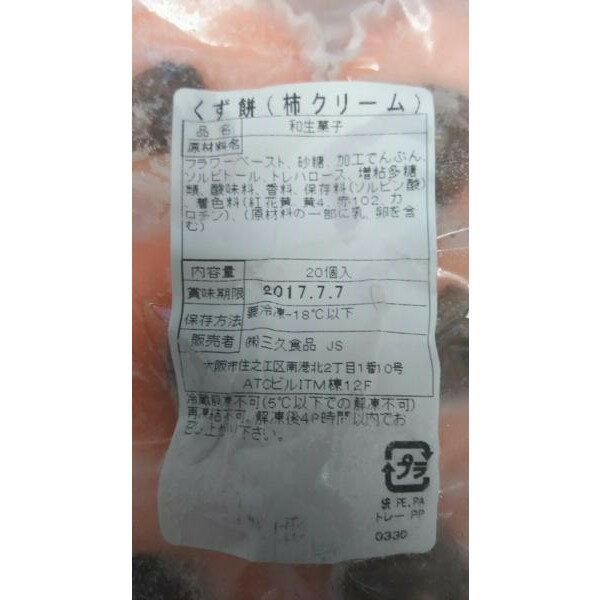 くず餅(柿クリーム)
品名 和生菓子
原材料名
フラワーペースト、砂糖、加工でんぷん、
ソルビトール、トレハロース、増粘多糖
類、酸味料、香料、保存料(ソルビン酸)
、着色料(紅花黄、黄4、赤102、カ
ロチン)、(原材料の一部に乳、卵を含
む)
内容量 20個入
賞味期限 2017.7.7
保存方法 要冷凍-18℃以下
販売者 ㈱三久食品 JS
大阪市住之江区南港北2丁目1番10号
ATCビルITM棟12F
冷蔵解凍不可(5℃以下での解凍不可)
再凍結不可。解凍後48時間以内でお
召し上がり下さい。
プラ
袋 PE.PA
トレー PP
0330